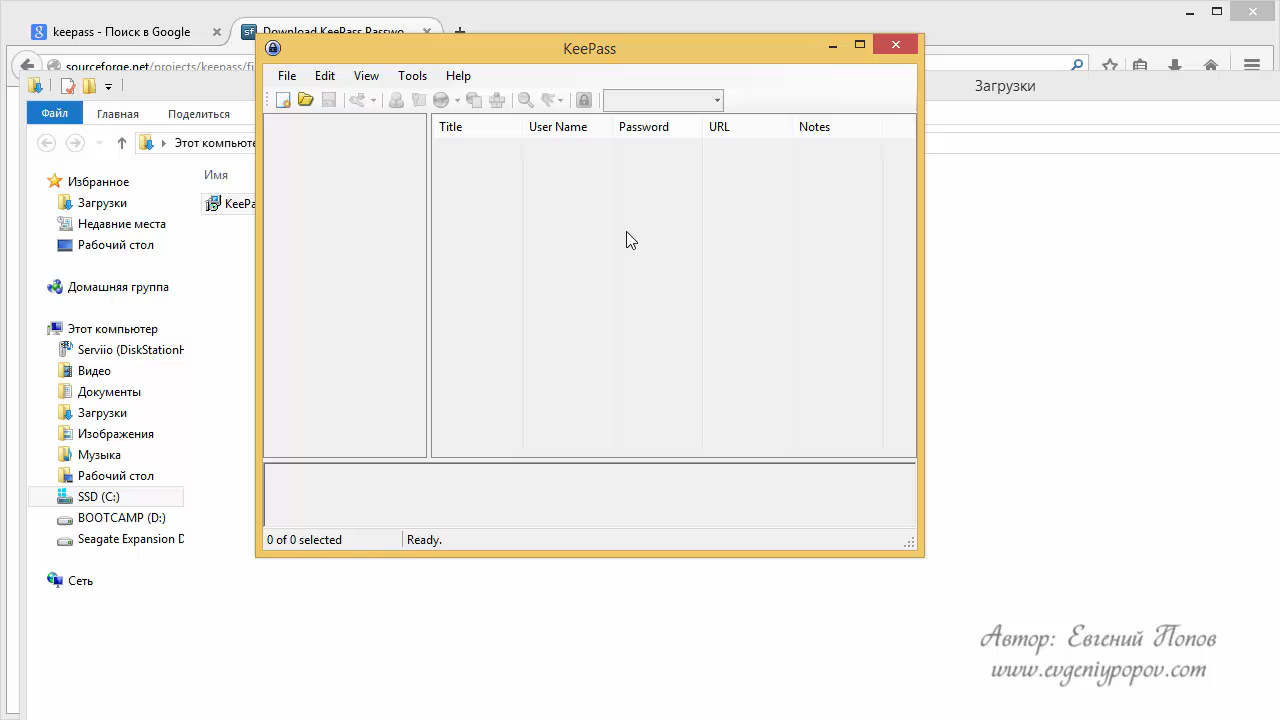 keepass - Поиск в Google
Download KeePass Passwo
sourceforge.net/projects/keepass/fi
KeePass
File Edit View Tools Help
Загрузки
Файл Главная Поделиться
Этот компьюте
Title User Name Password URL Notes
Имя
KeePa
Избранное
Загрузки
Недавние места
Рабочий стол
Домашняя группа
Этот компьютер
Serviio (DiskStation
Видео
Документы
Загрузки
Изображения
Музыка
Рабочий стол
SSD (C:)
BOOTCAMP (D:)
Seagate Expansion D
Сеть
0 of 0 selected Ready.
Автор: Евгений Попов
www.evgeniypopov.com